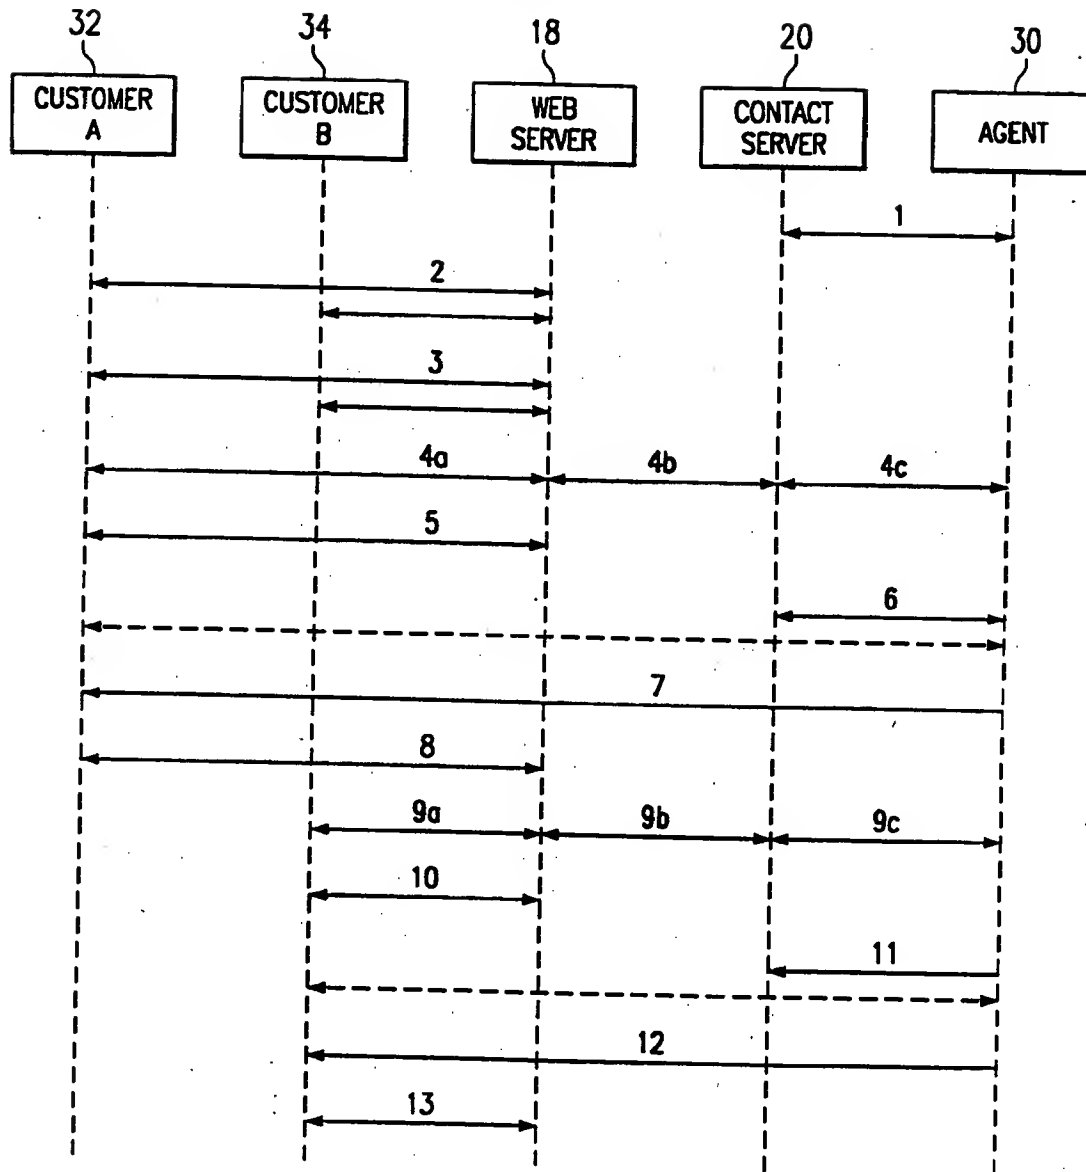 32
34
18
20
30
CUSTOMER
A
CUSTOMER
B
WEB
SERVER
CONTACT
SERVER
AGENT
1
2
3
4a
4b
4c
5
6
7
8
9a
9b
9c
10
11
12
13